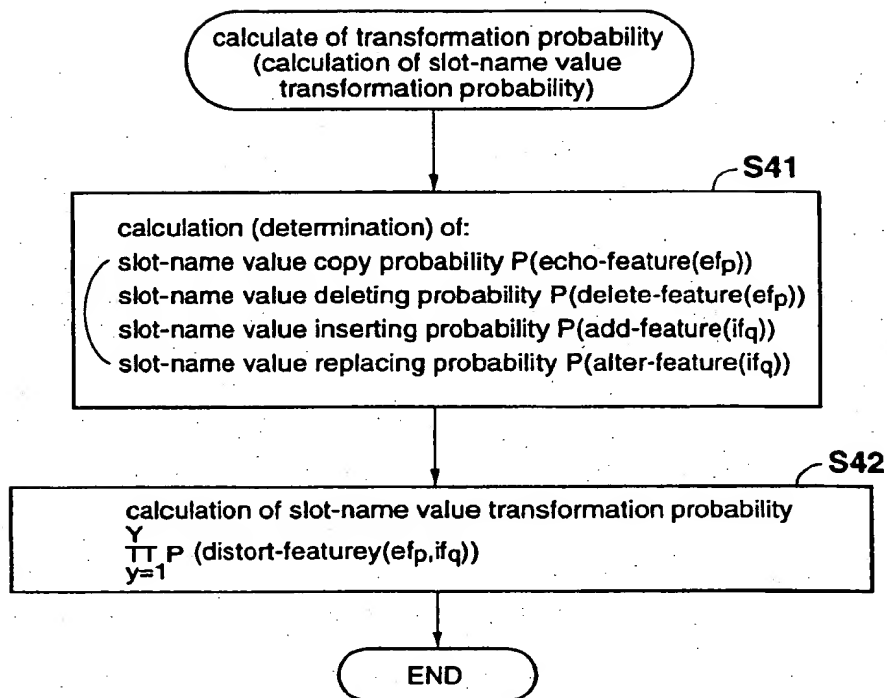 calculate of transformation probability
(calculation of slot-name value
transformation probability)
S41
calculation (determination) of:
slot-name value copy probability P(echo-feature(efp))
slot-name value deleting probability P(delete-feature(efp))
slot-name value inserting probability P(add-feature(ifq))
slot-name value replacing probability P(alter-feature(ifq))
S42
calculation of slot-name value transformation probability
Y
π P (distort-featurey(efp,ifq))
y=1
END